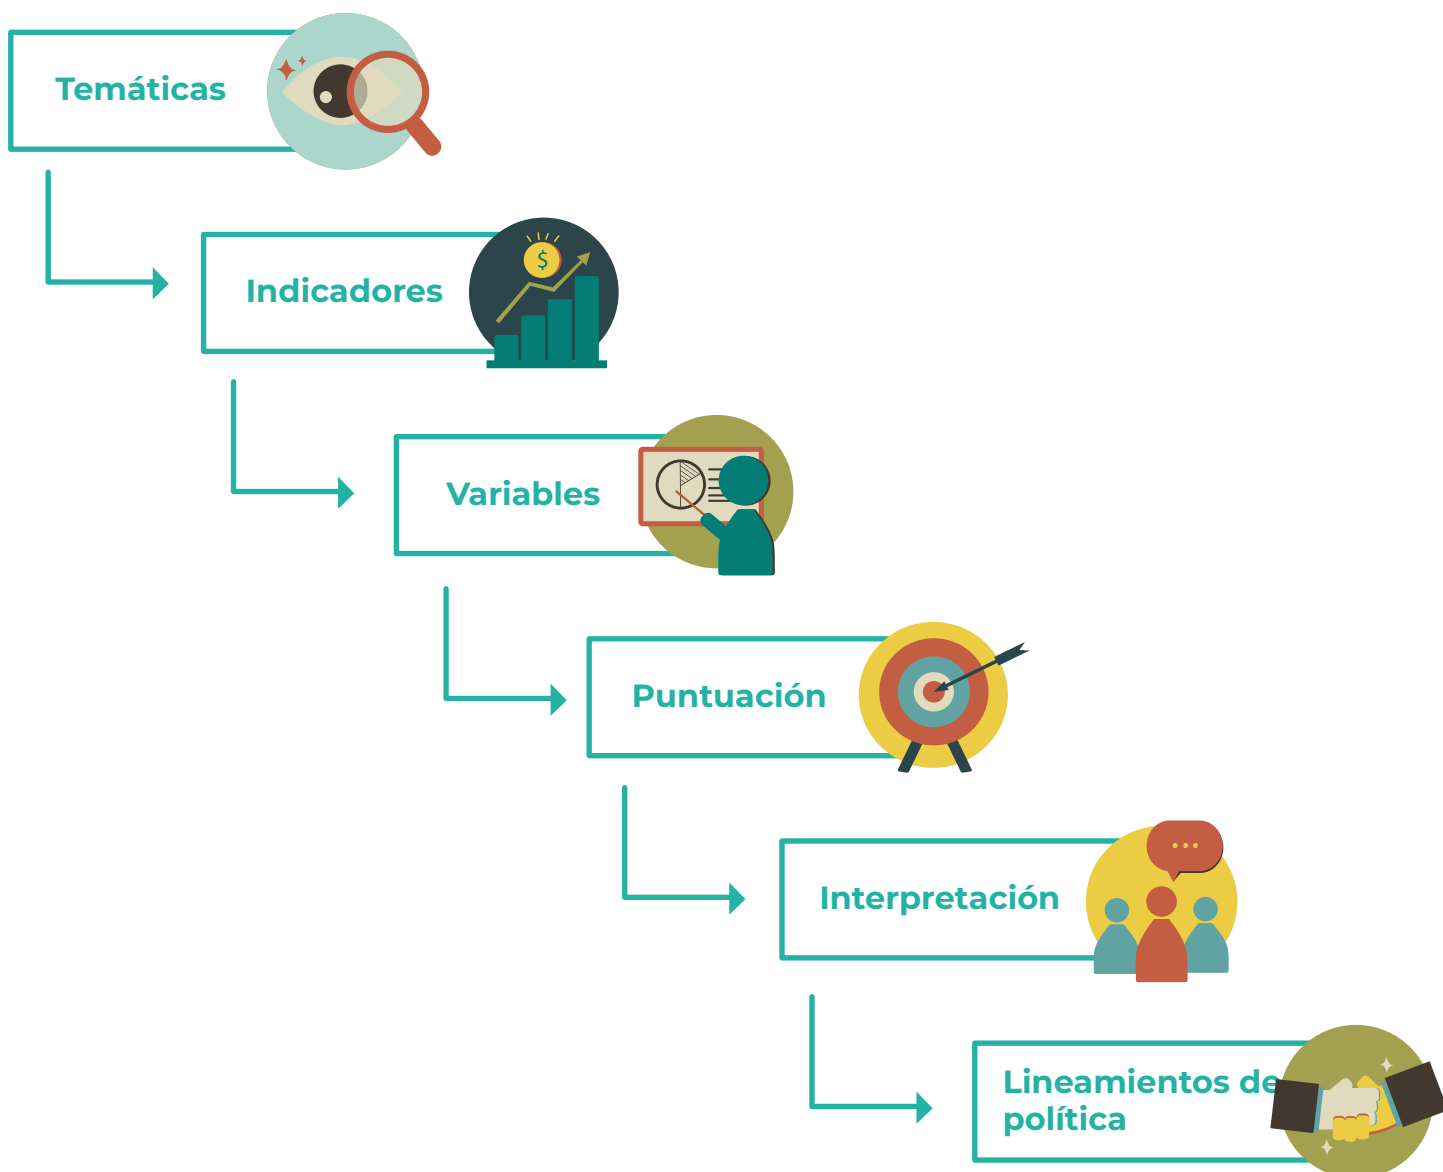 Temáticas
Indicadores
Variables
Puntuación
Interpretación
Lineamientos de
política